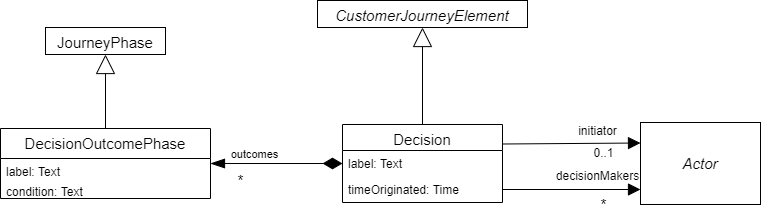 CustomerJourneyElement
JourneyPhase
DecisionOutcomePhase
label: Text
condition: Text
outcomes
*
Decision
label: Text
timeOriginated: Time
initiator
0..1
decisionMakers
*
Actor